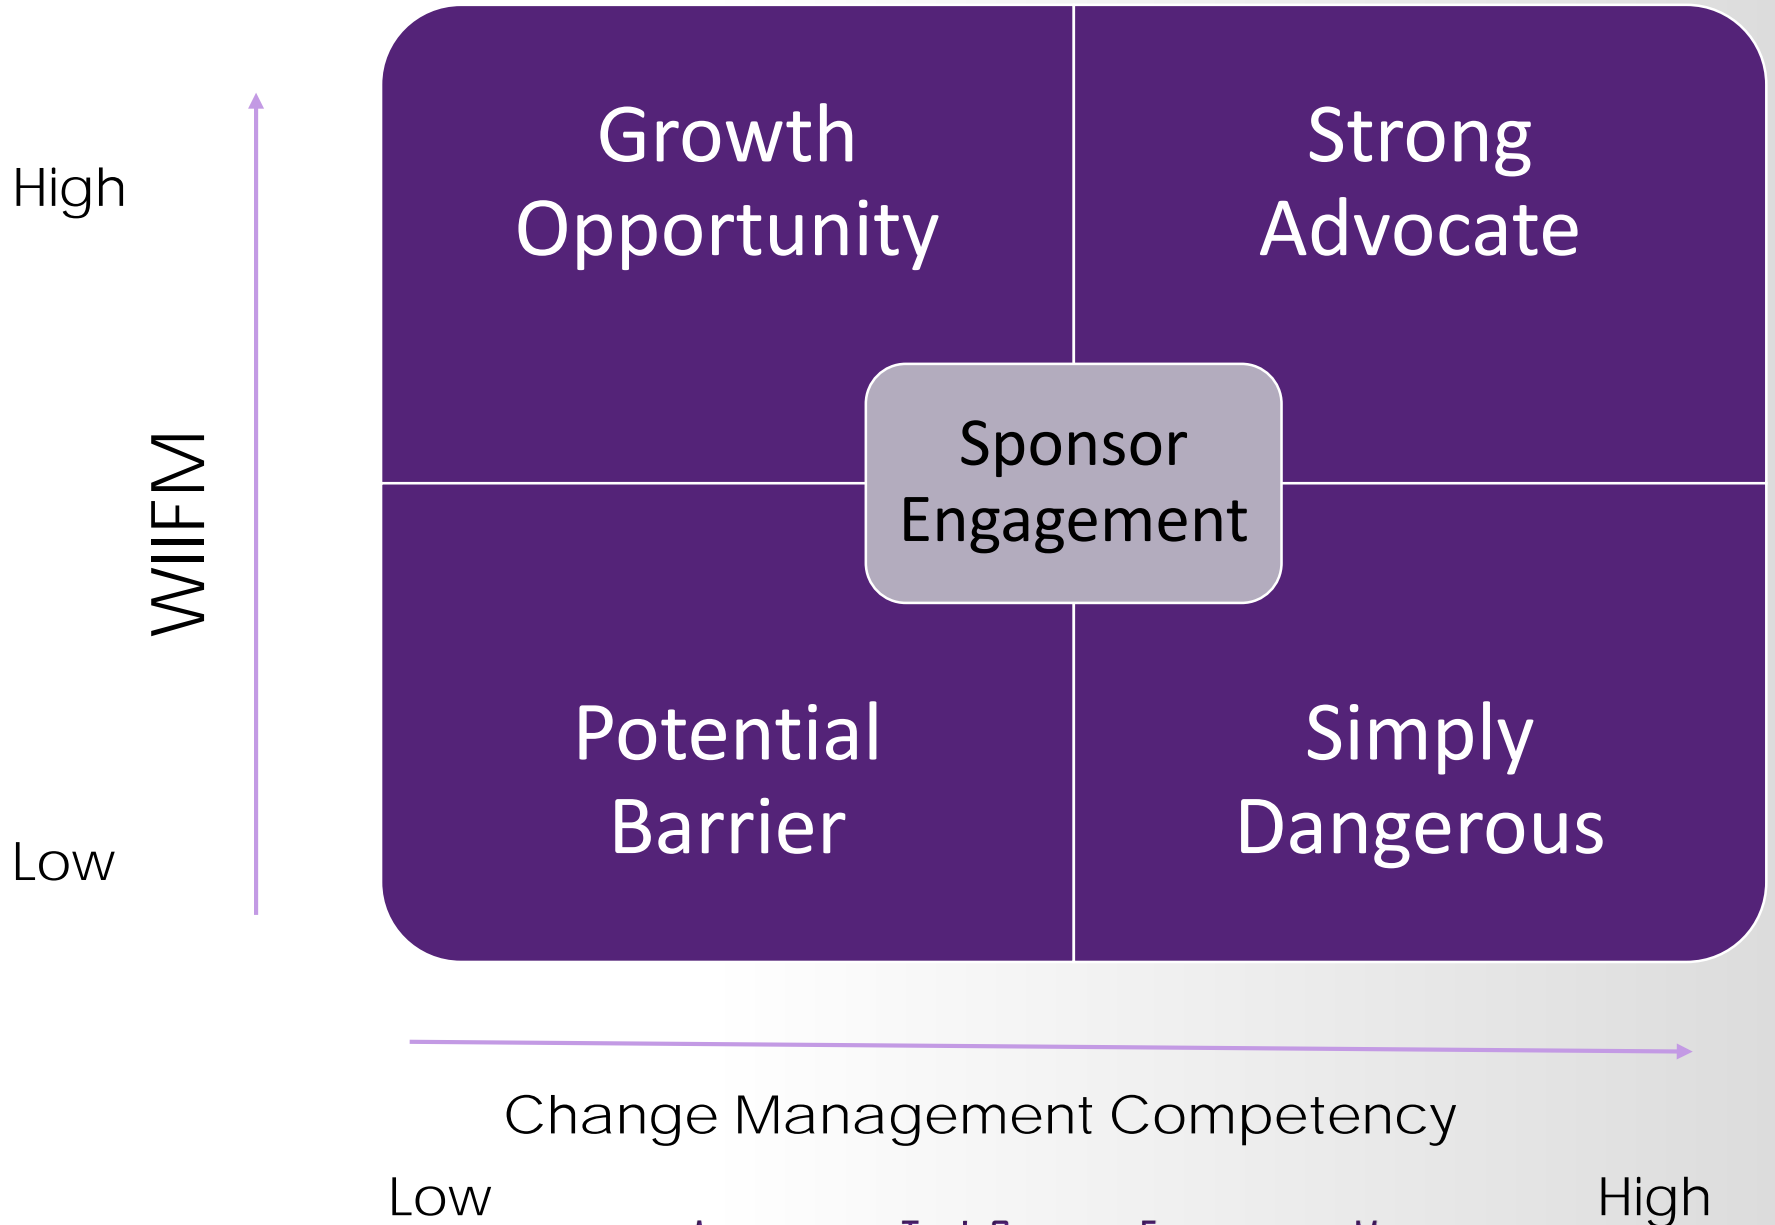 Growth
Opportunity
Strong
Advocate
High
Sponsor
Engagement
WIIFM
Potential
Barrier
Simply
Dangerous
Low
Change Management Competency
Low
High